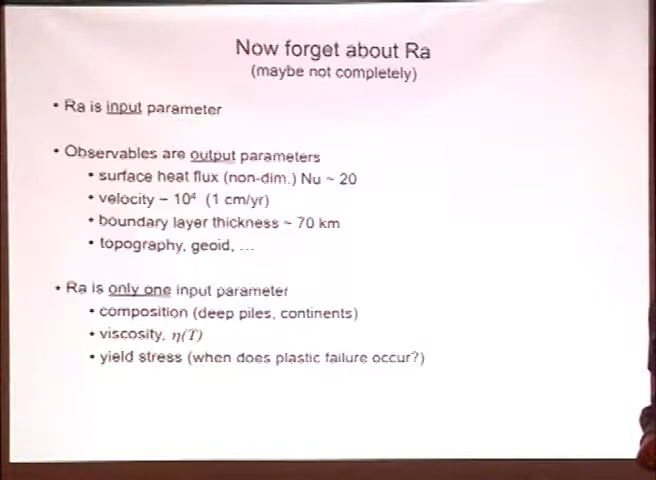 Now forget about Ra
(maybe not completely)
• Ra is input parameter
• Observables are output parameters
• surface heat flux (non-dim.) Nu ~ 20
• velocity ~ 10⁴ (1 cm/yr)
• boundary layer thickness ~ 70 km
• topography, geoid, ...
• Ra is only one input parameter
• composition (deep piles, continents)
• viscosity, η(T)
• yield stress (when does plastic failure occur?)